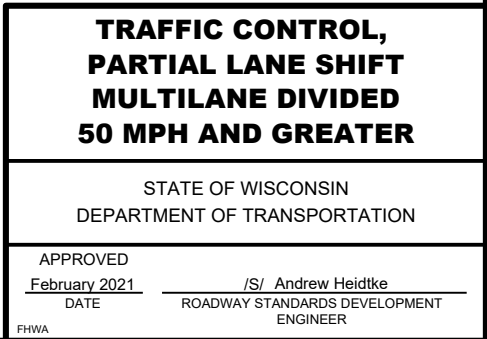 TRAFFIC CONTROL,
PARTIAL LANE SHIFT
MULTILANE DIVIDED
50 MPH AND GREATER
STATE OF WISCONSIN
DEPARTMENT OF TRANSPORTATION
APPROVED
February 2021 /S/ Andrew Heidtke
DATE ROADWAY STANDARDS DEVELOPMENT
ENGINEER
FHWA